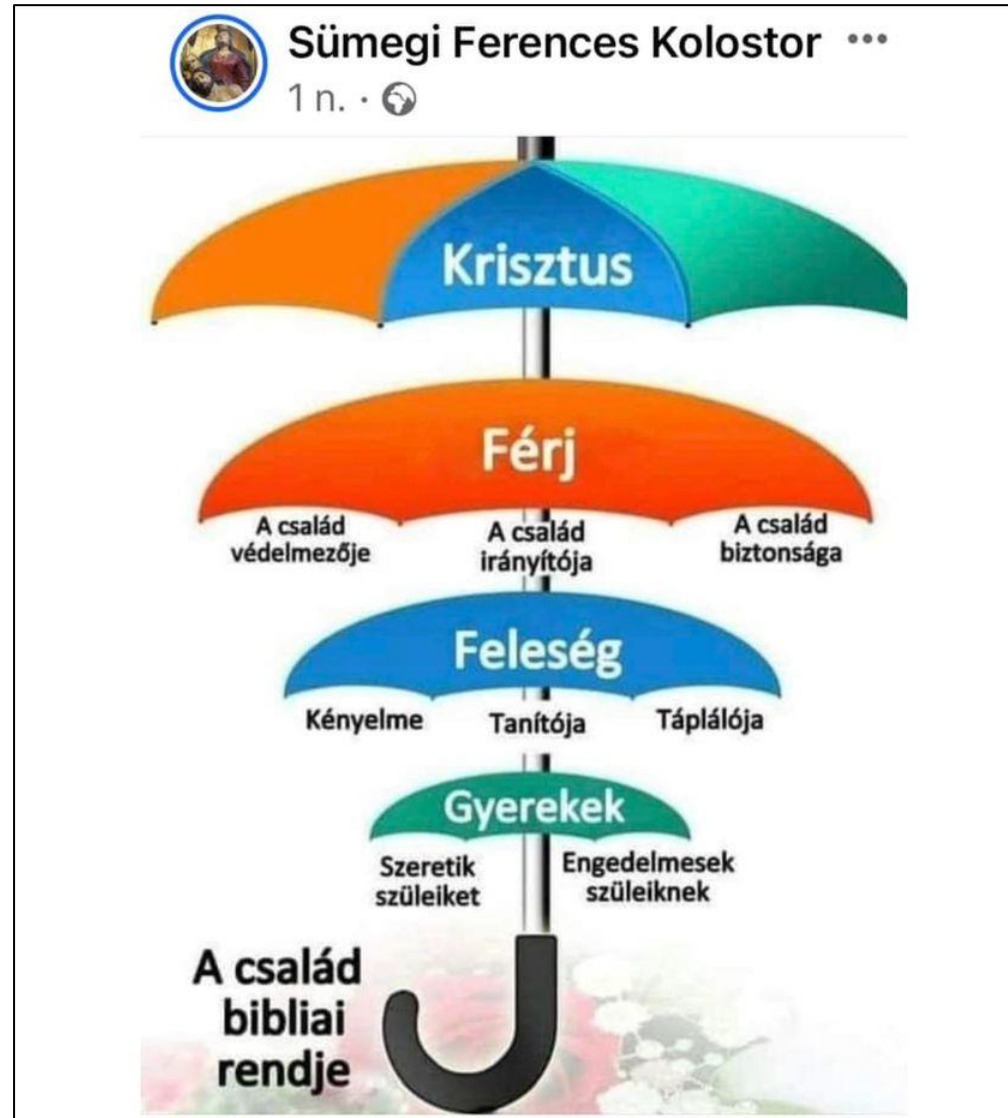 Sümegi Ferences Kolostor
1 n.
Krisztus
Férj
A család
védelmezője
A család
irányítója
A család
biztonsága
Feleség
Kényelme
Tanítója
Táplálója
Gyerekek
Szeretik
szüleiket
Engedelmesek
szüleiknek
A család
bibliai
rendje